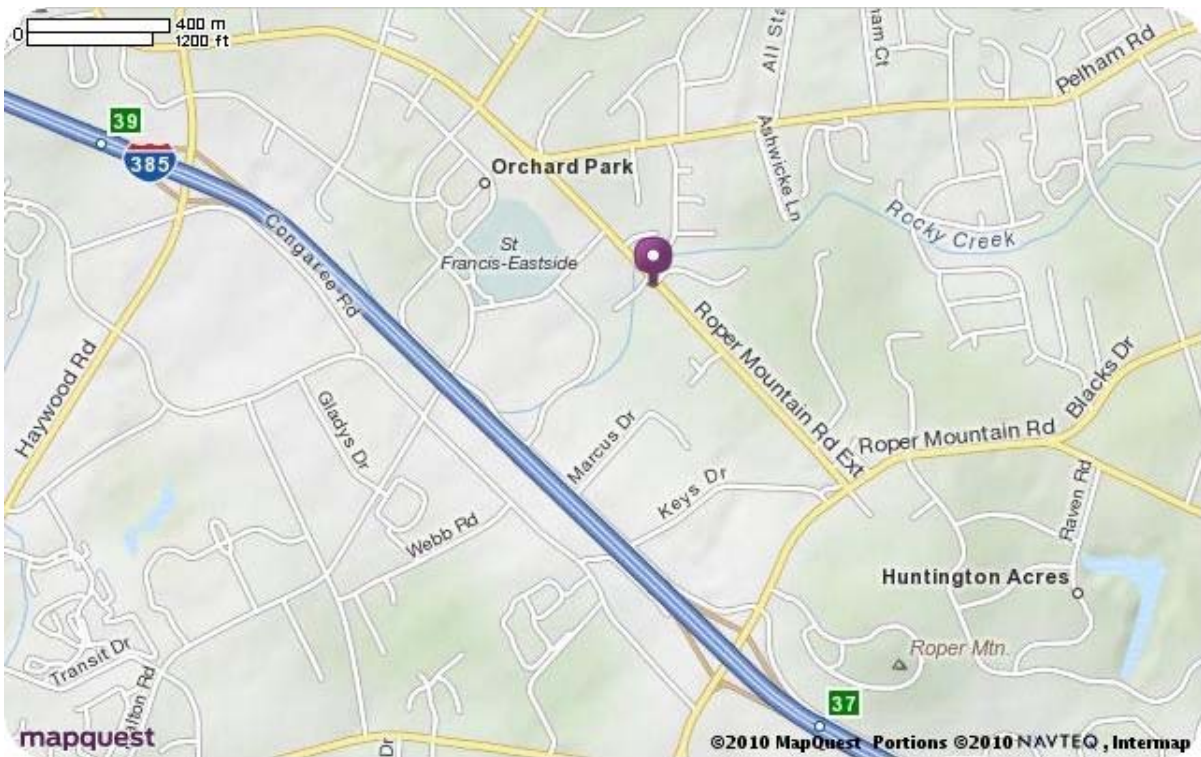 0
400 m
1200 ft
39
385
Congaree Rd
Haywood Rd
Orchard Park
St
Francis-Eastside
All Sta
ham Ct
Pelham Rd
Ashwicke Ln
Rocky Creek
Roper Mountain Rd Ext
Roper Mountain Rd
Blacks Dr
Gladys Dr
Marcus Dr
Keys Dr
Webb Rd
Raven Rd
Huntington Acres
Roper Mtn.
Transit Dr
alton Rd
Dr
37
mapquest
©2010 MapQuest Portions ©2010 NAVTEQ, Intermap